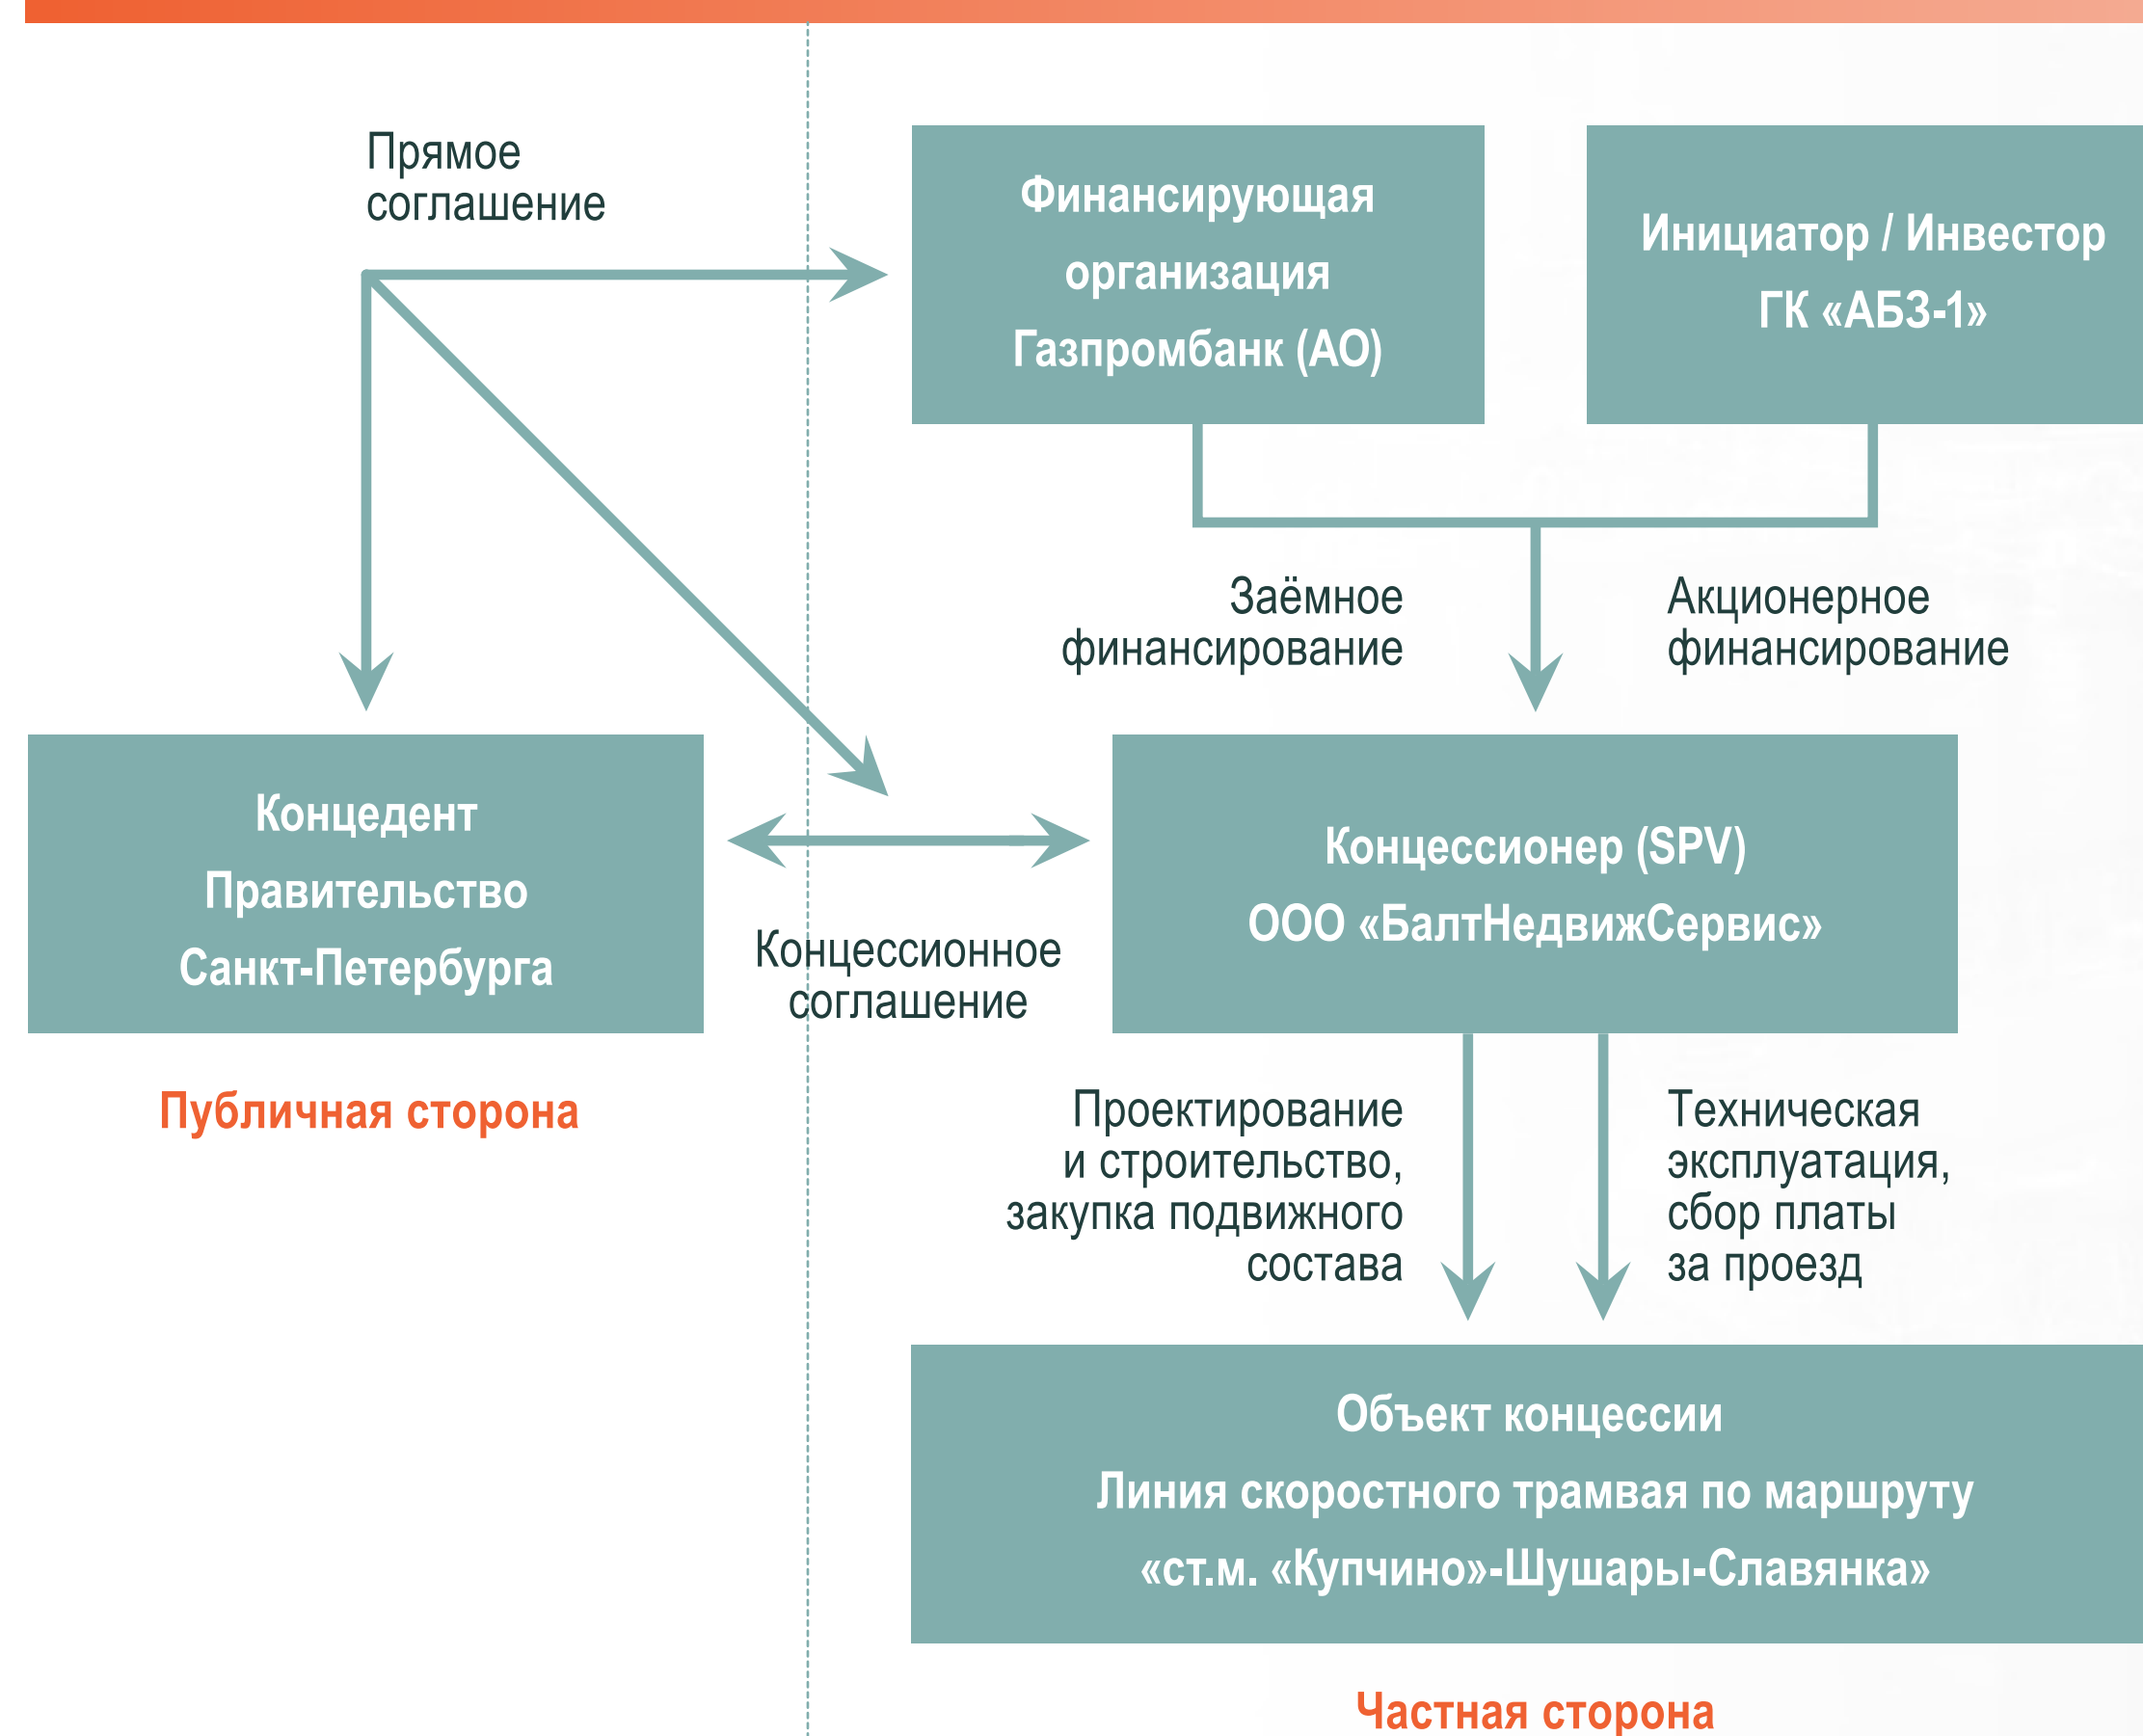 Прямое
соглашение
Финансирующая
организация
Газпромбанк (АО)
Инициатор / Инвестор
ГК «АБЗ-1»
Заёмное
финансирование
Акционерное
финансирование
Концедент
Правительство
Санкт-Петербурга
Концессионное
соглашение
Концессионер (SPV)
ООО «БалтНедвижСервис»
Публичная сторона
Проектирование
и строительство,
закупка подвижного
состава
Техническая
эксплуатация,
сбор платы
за проезд
Объект концессии
Линия скоростного трамвая по маршруту
«ст.м. «Купчино»-Шушары-Славянка»
Частная сторона